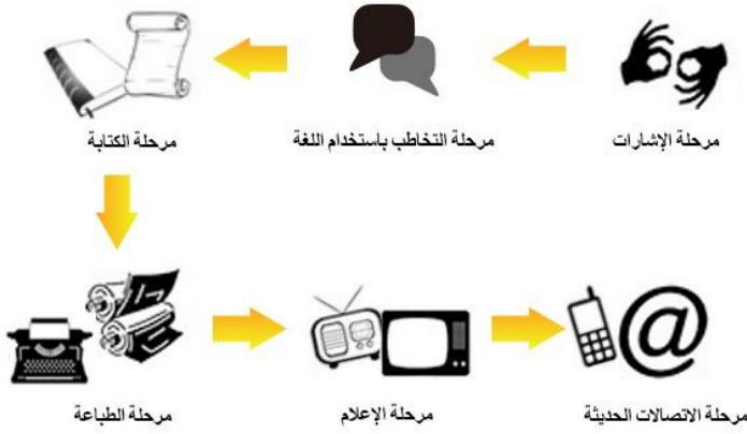 مرحلة الإشارات
مرحلة التخاطب باستخدام اللغة
مرحلة الكتابة
مرحلة الطباعة
مرحلة الإعلام
مرحلة الاتصالات الحديثة
@